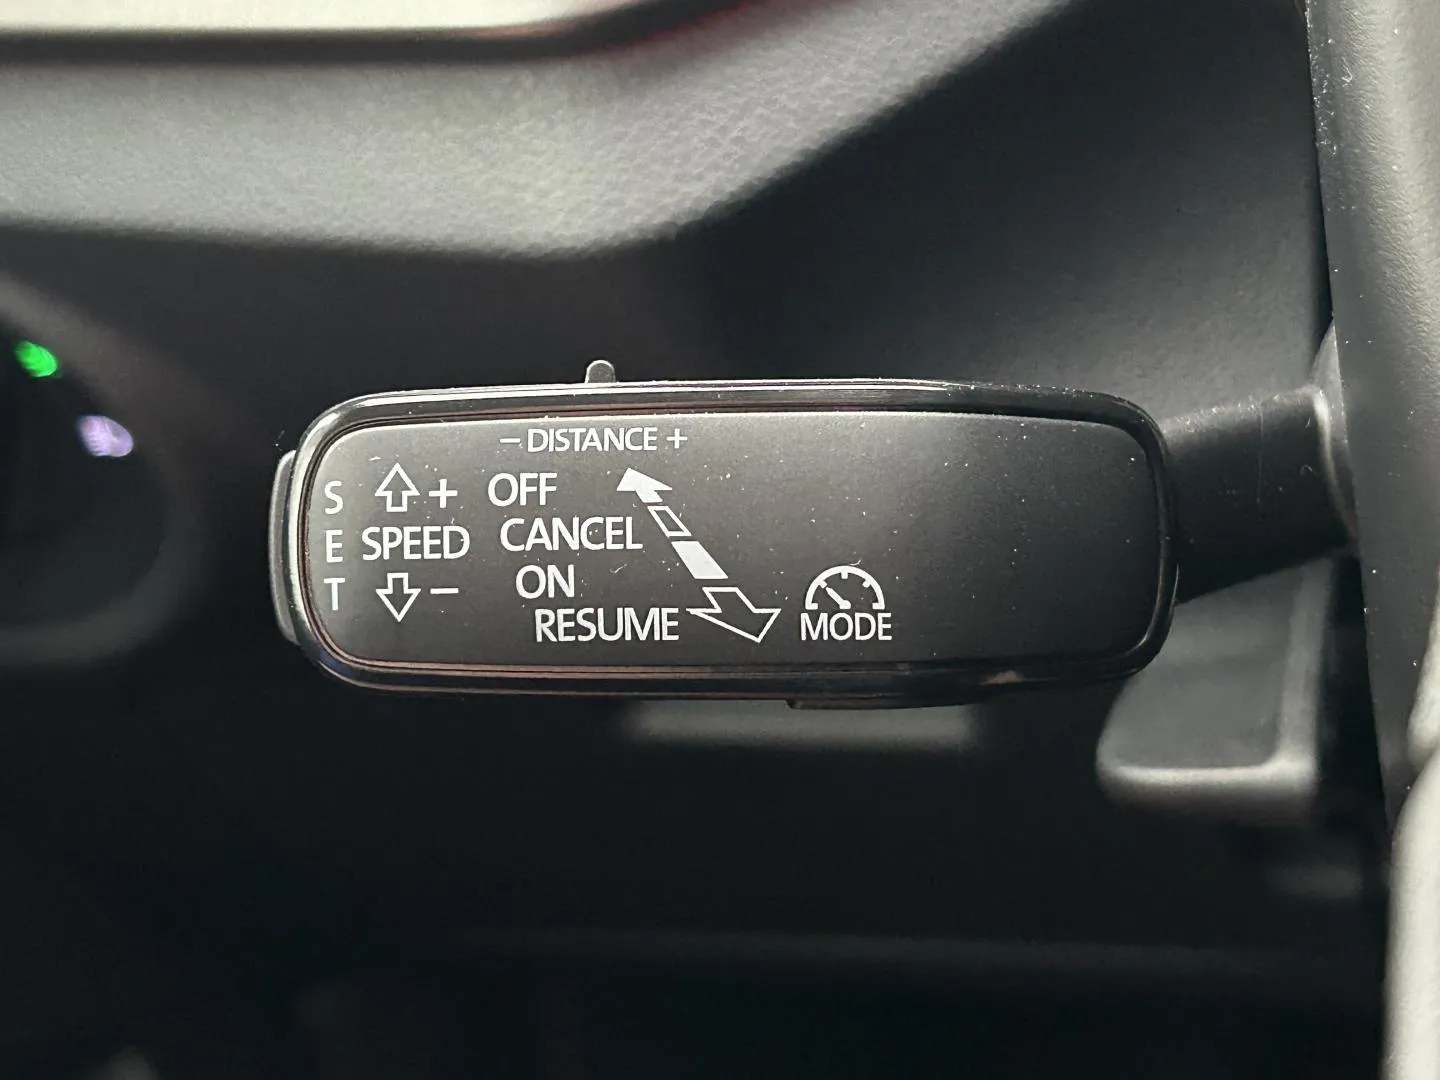 – DISTANCE +
S + OFF
E SPEED CANCEL
T – ON
RESUME MODE